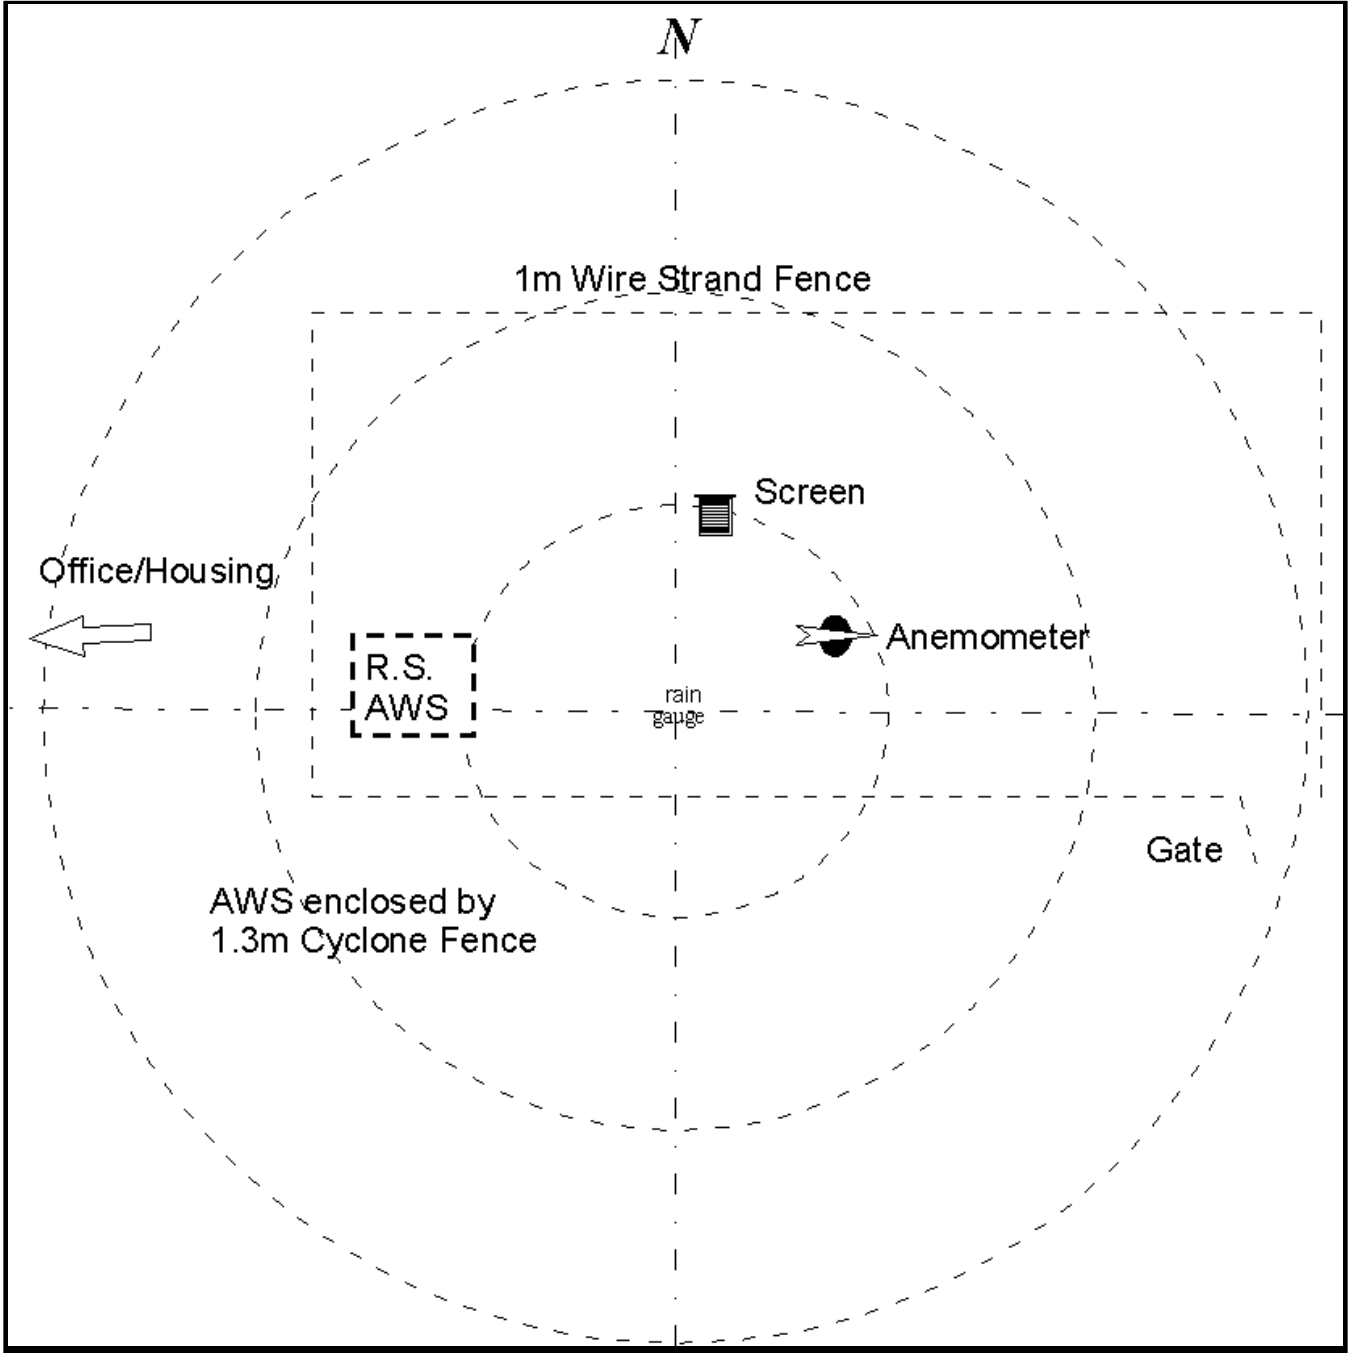 N
1m Wire Strand Fence
Screen
Office/Housing
Anemometer
R.S.
AWS
rain
gauge
Gate
AWS enclosed by
1.3m Cyclone Fence